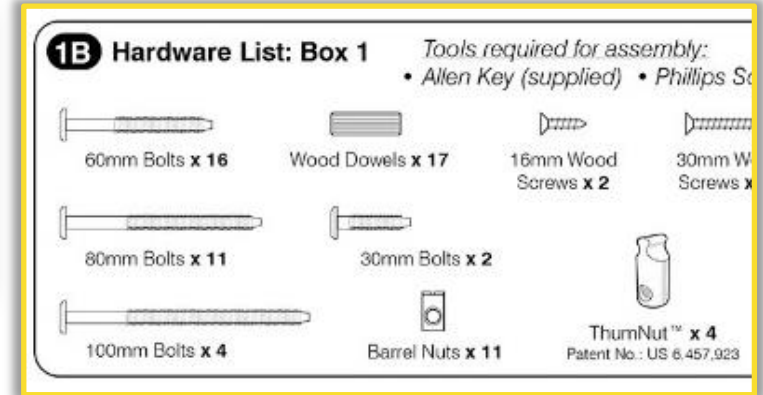 1B Hardware List: Box 1
Tools required for assembly:
• Allen Key (supplied) • Phillips
60mm Bolts x 16
Wood Dowels x 17
16mm Wood
Screws x 2
30mm
Screws x
80mm Bolts x 11
30mm Bolts x 2
100mm Bolts x 4
Barrel Nuts x 11
ThumNut™ x 4
Patent No.: US 6,457,923